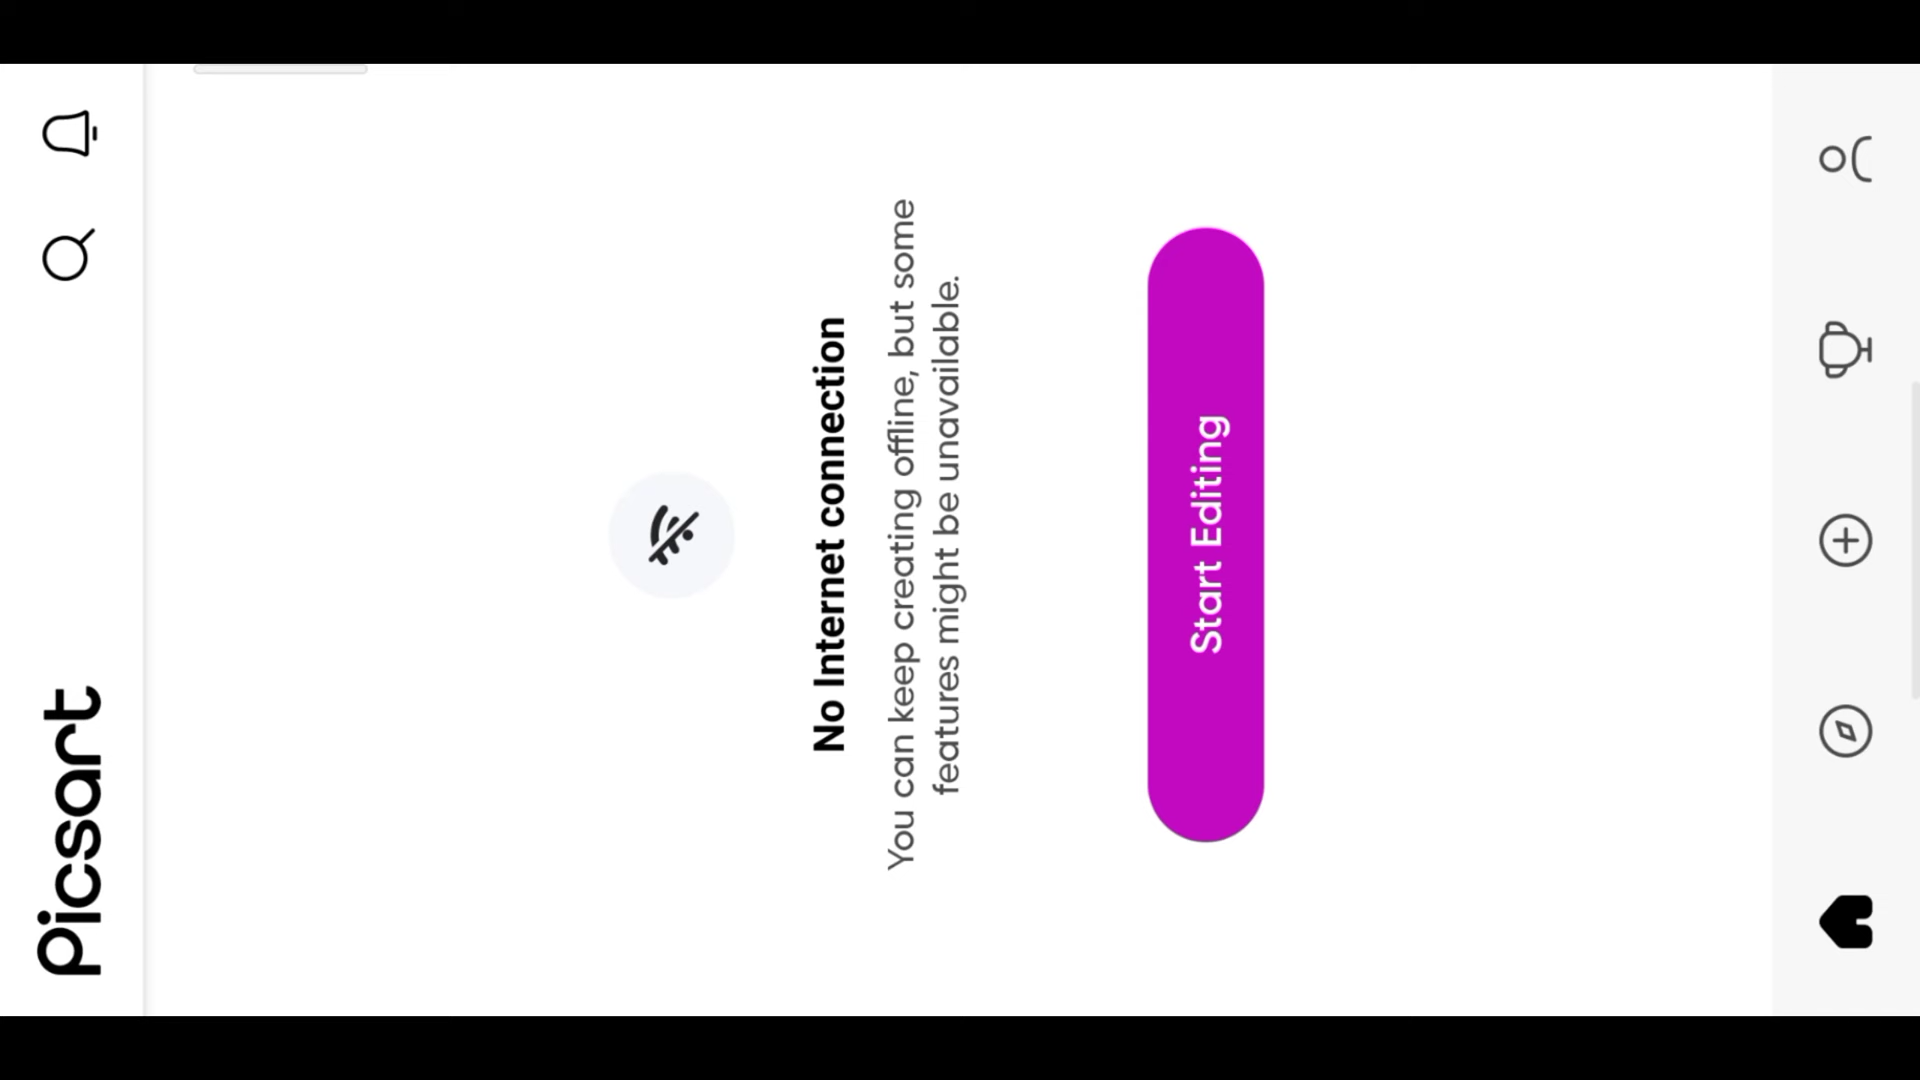 Picsart
No Internet connection
You can keep creating offline, but some
features might be unavailable.
Start Editing